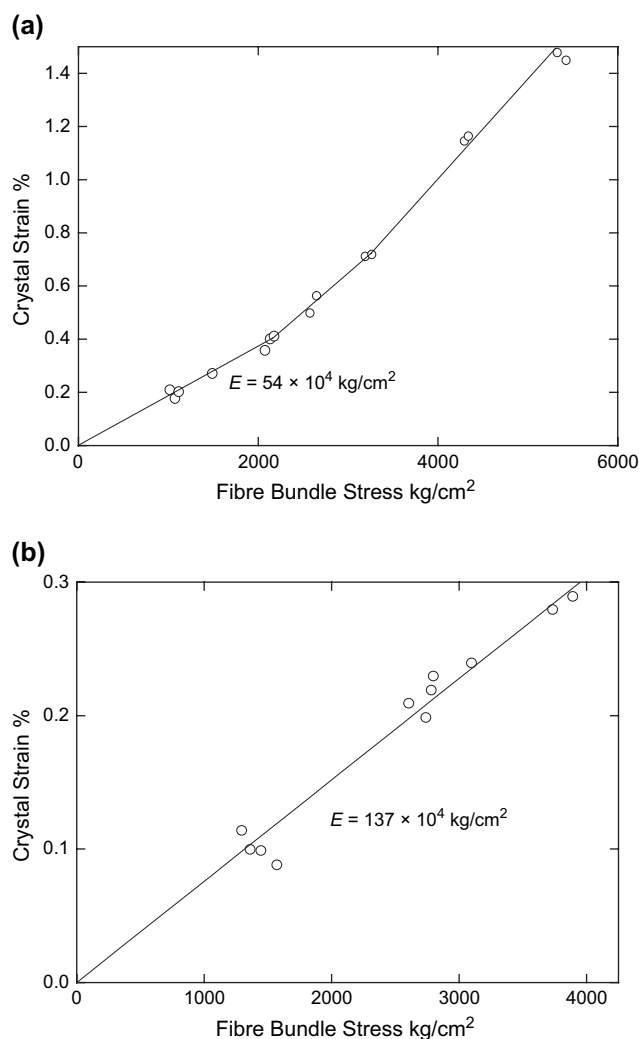 (a)
1.4
1.2
1.0
0.8
0.6
0.4
0.2
0.0
Crystal Strain %
E = 54 × 10⁴ kg/cm²
0 2000 4000 6000
Fibre Bundle Stress kg/cm²
(b)
0.3
0.2
0.1
0.0
Crystal Strain %
E = 137 × 10⁴ kg/cm²
0 1000 2000 3000 4000
Fibre Bundle Stress kg/cm²